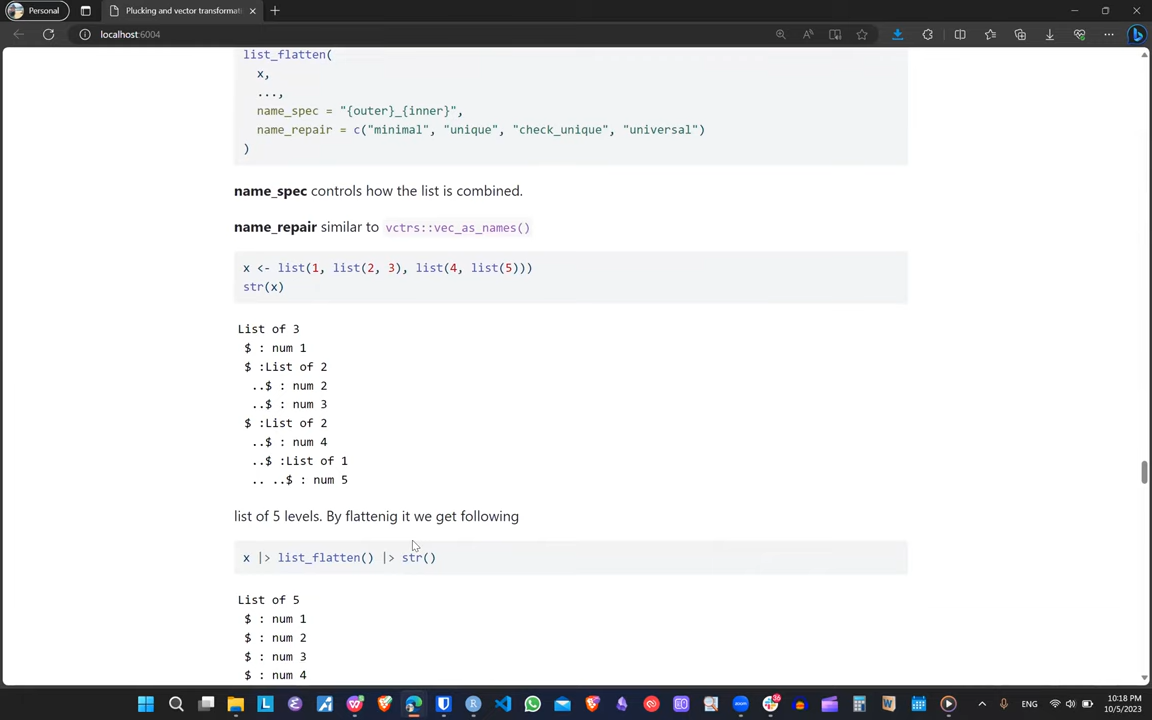 Personal
Plucking and vector transformati
localhost:6004
list_flatten(
x,
...,
name_spec = "{outer}_{inner}",
name_repair = c("minimal", "unique", "check_unique", "universal")
)
name_spec controls how the list is combined.
name_repair similar to vctrs::vec_as_names()
x <- list(1, list(2, 3), list(4, list(5)))
str(x)
List of 3
$ : num 1
$ :List of 2
..$ : num 2
..$ : num 3
$ :List of 2
..$ : num 4
..$ :List of 1
.. ..$ : num 5
list of 5 levels. By flattenig it we get following
x |> list_flatten() |> str()
List of 5
$ : num 1
$ : num 2
$ : num 3
$ : num 4
10:18 PM
10/5/2023